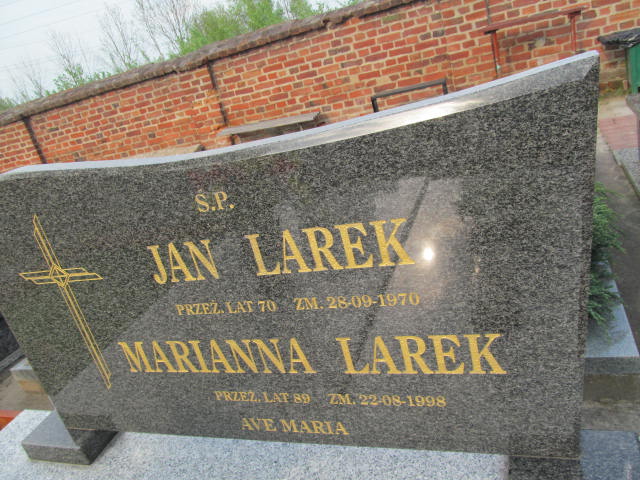 S.P.
JAN LAREK
PRZEŻ. LAT 70 ZM. 28-09-1970
MARIANNA LAREK
PRZEŻ. LAT 89 ZM. 22-08-1998
AVE MARIA